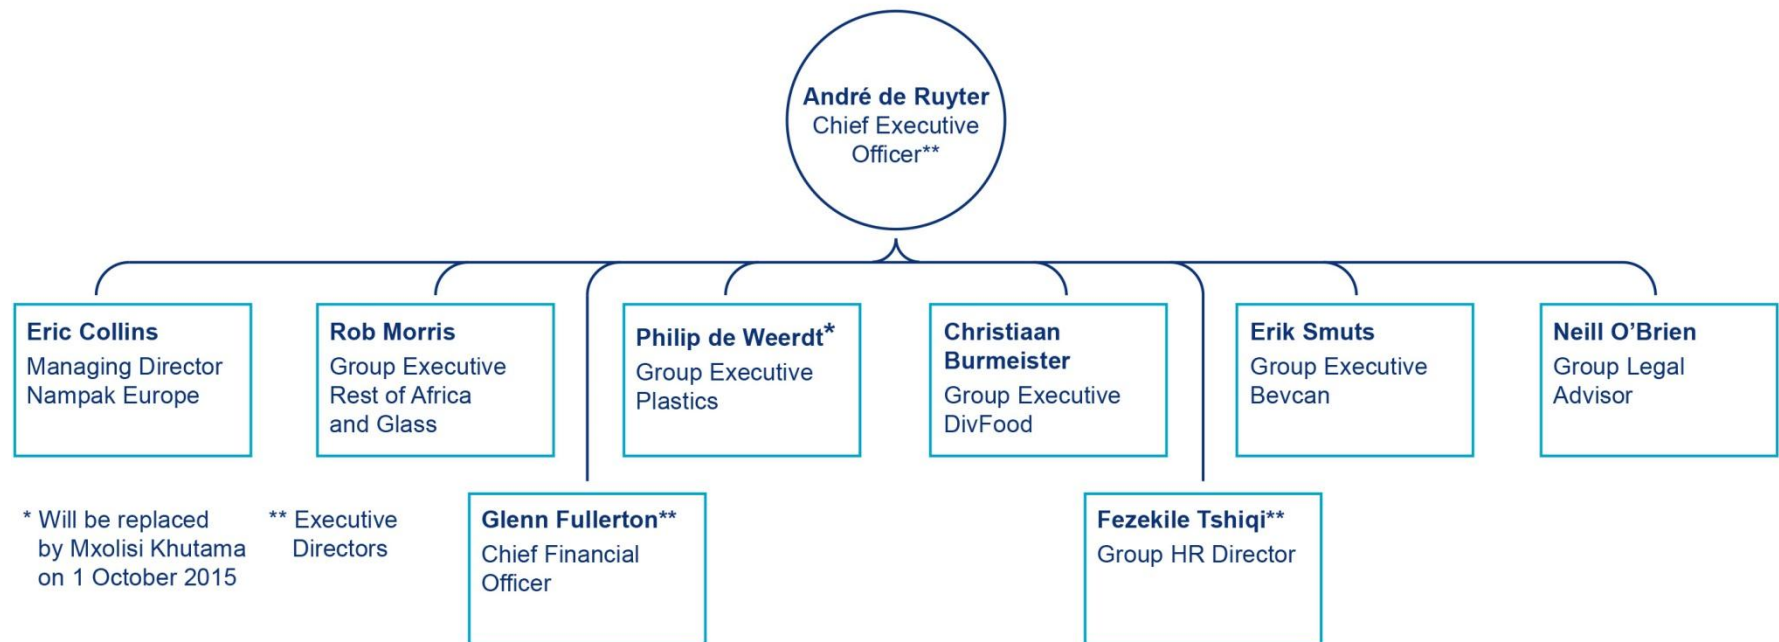 André de Ruyter
Chief Executive
Officer**
Eric Collins
Managing Director
Nampak Europe
Rob Morris
Group Executive
Rest of Africa
and Glass
Philip de Weerdt*
Group Executive
Plastics
Christiaan
Burmeister
Group Executive
DivFood
Erik Smuts
Group Executive
Bevcan
Neill O’Brien
Group Legal
Advisor
* Will be replaced
by Mxolisi Khutama
on 1 October 2015
** Executive
Directors
Glenn Fullerton**
Chief Financial
Officer
Fezekile Tshiqi**
Group HR Director